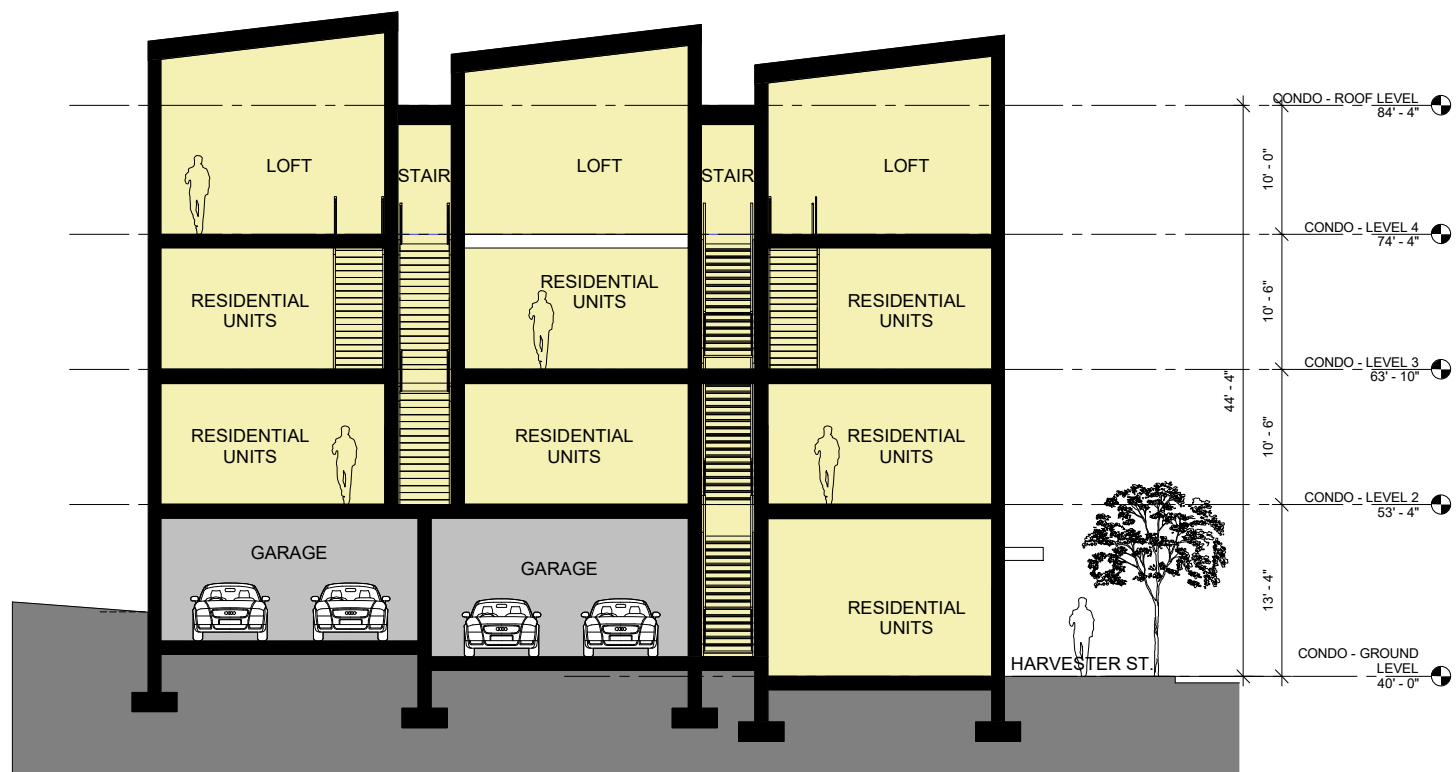 CONDO - ROOF LEVEL
84' - 4"
LOFT
STAIR
LOFT
STAIR
LOFT
10' - 0"
CONDO - LEVEL 4
74' - 4"
RESIDENTIAL
UNITS
RESIDENTIAL
UNITS
RESIDENTIAL
UNITS
10' - 6"
CONDO - LEVEL 3
63' - 10"
44' - 4"
RESIDENTIAL
UNITS
RESIDENTIAL
UNITS
RESIDENTIAL
UNITS
10' - 6"
CONDO - LEVEL 2
53' - 4"
GARAGE
GARAGE
RESIDENTIAL
UNITS
13' - 4"
HARVESTER ST.
CONDO - GROUND
LEVEL
40' - 0"